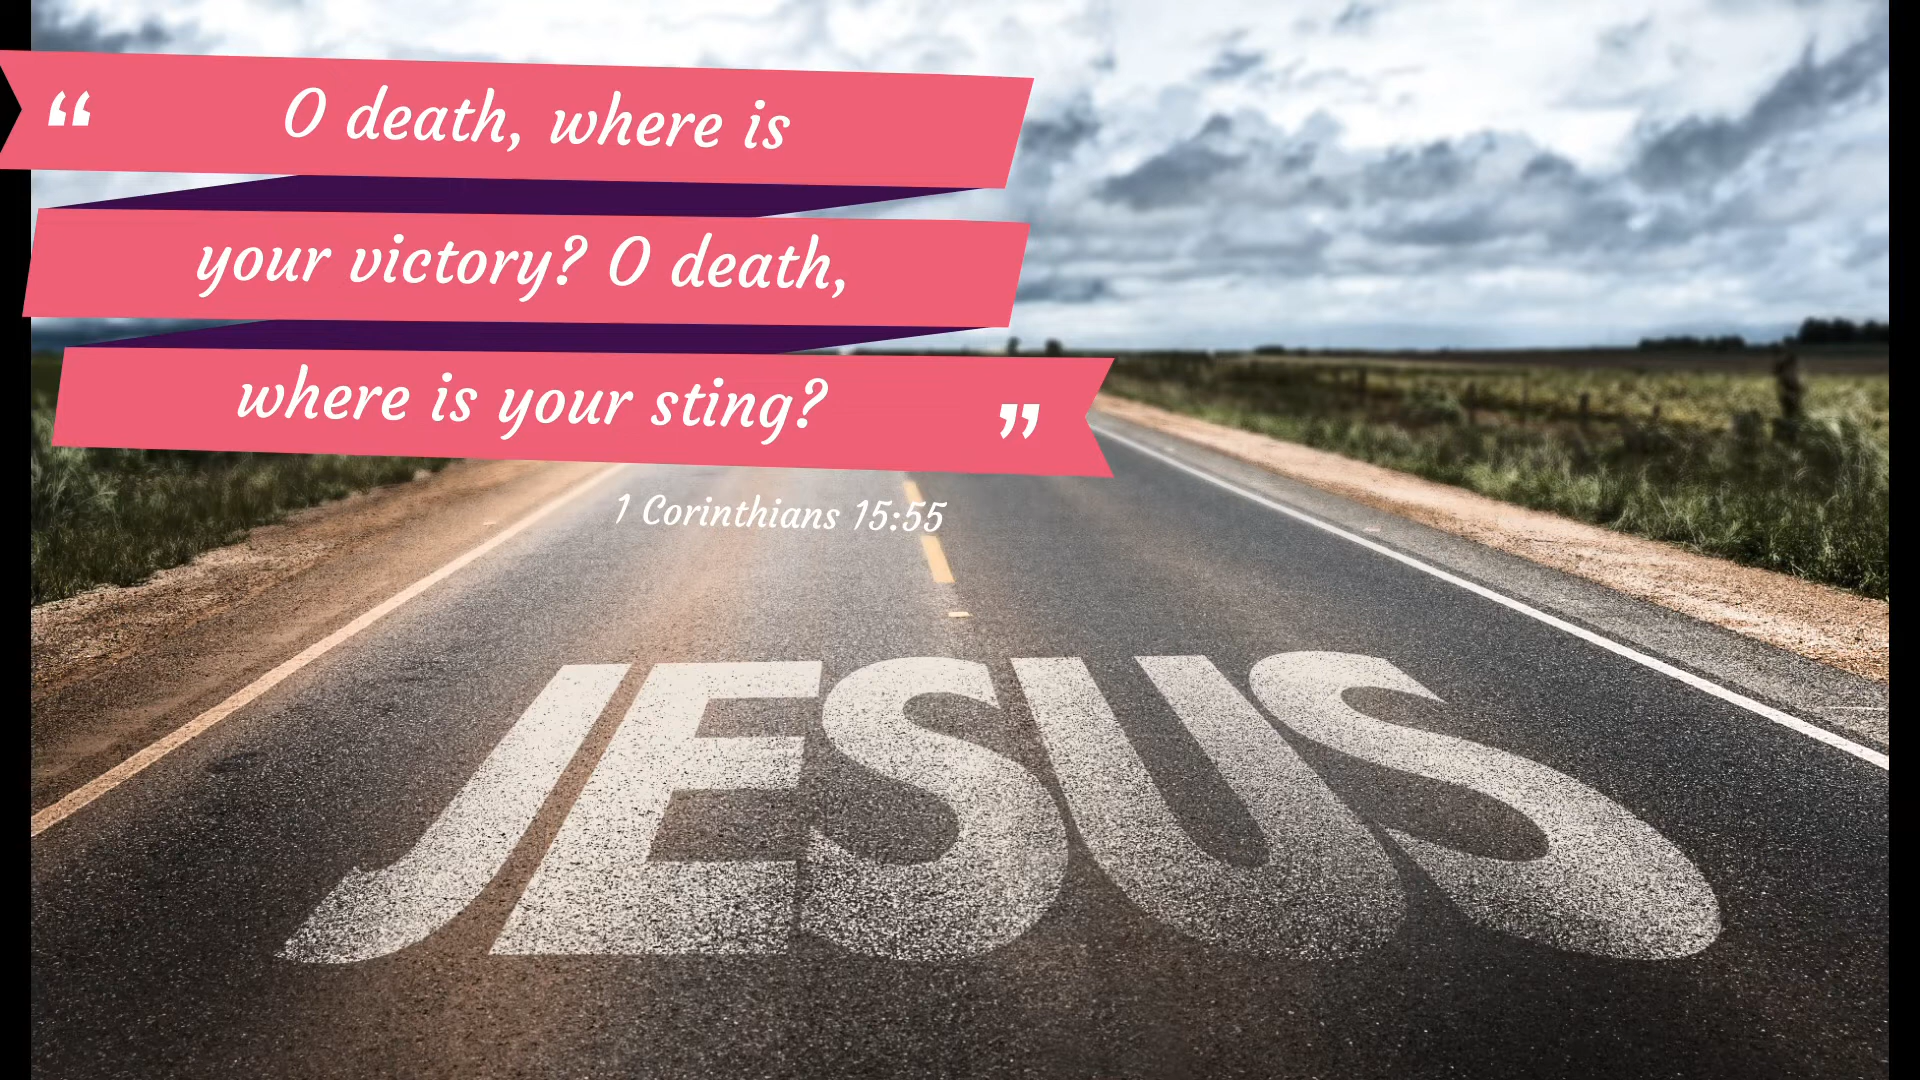 “ O death, where is
your victory? O death,
where is your sting? ”
1 Corinthians 15:55
JESUS